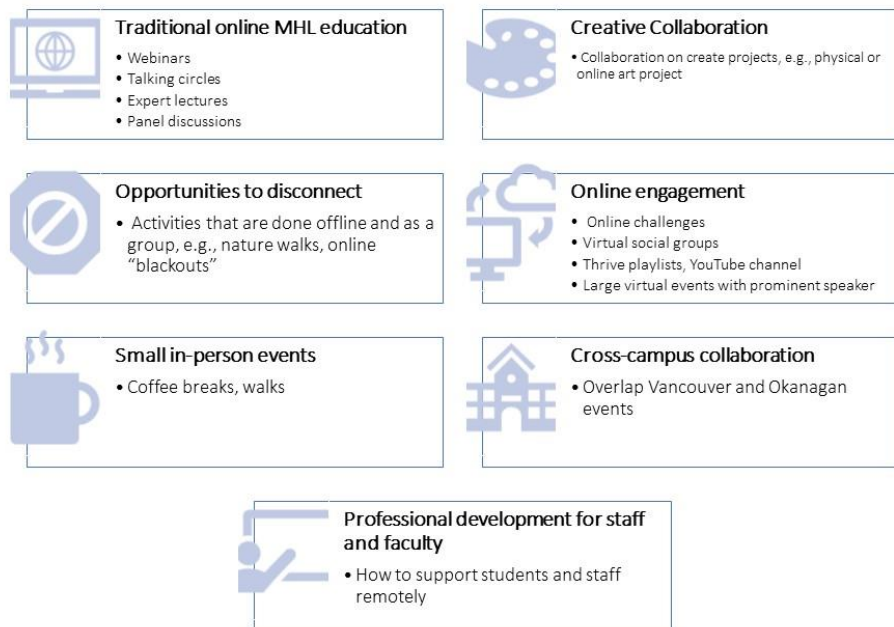 Traditional online MHL education
• Webinars
• Talking circles
• Expert lectures
• Panel discussions
Creative Collaboration
• Collaboration on create projects, e.g., physical or
online art project
Opportunities to disconnect
• Activities that are done offline and as a
group, e.g., nature walks, online
“blackouts”
Online engagement
• Online challenges
• Virtual social groups
• Thrive playlists, YouTube channel
• Large virtual events with prominent speaker
Small in-person events
• Coffee breaks, walks
Cross-campus collaboration
• Overlap Vancouver and Okanagan
events
Professional development for staff
and faculty
• How to support students and staff
remotely